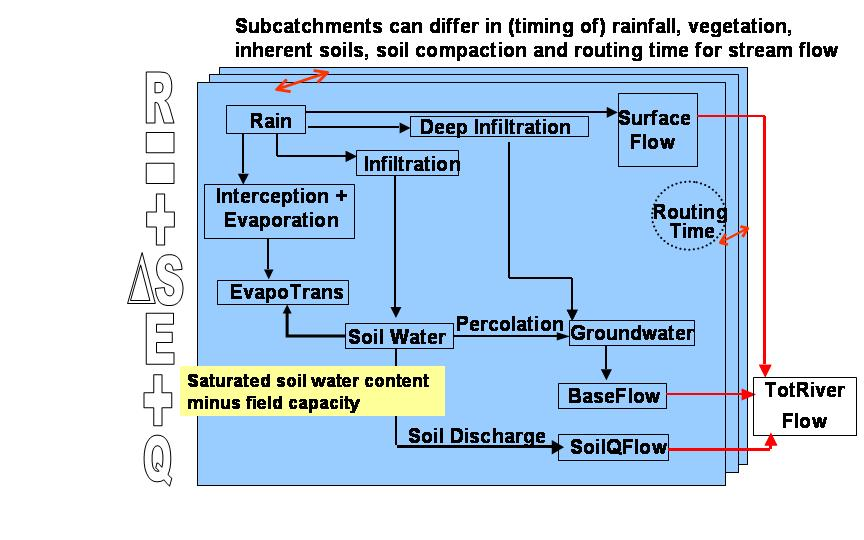 Subcatchments can differ in (timing of) rainfall, vegetation,
inherent soils, soil compaction and routing time for stream flow
R
=
+
ΔS
E
+
Q
Rain
Deep Infiltration
Surface
Flow
Infiltration
Interception +
Evaporation
Routing
Time
EvapoTrans
Soil Water
Percolation
Groundwater
Saturated soil water content
minus field capacity
BaseFlow
TotRiver
Flow
Soil Discharge
SoilQFlow